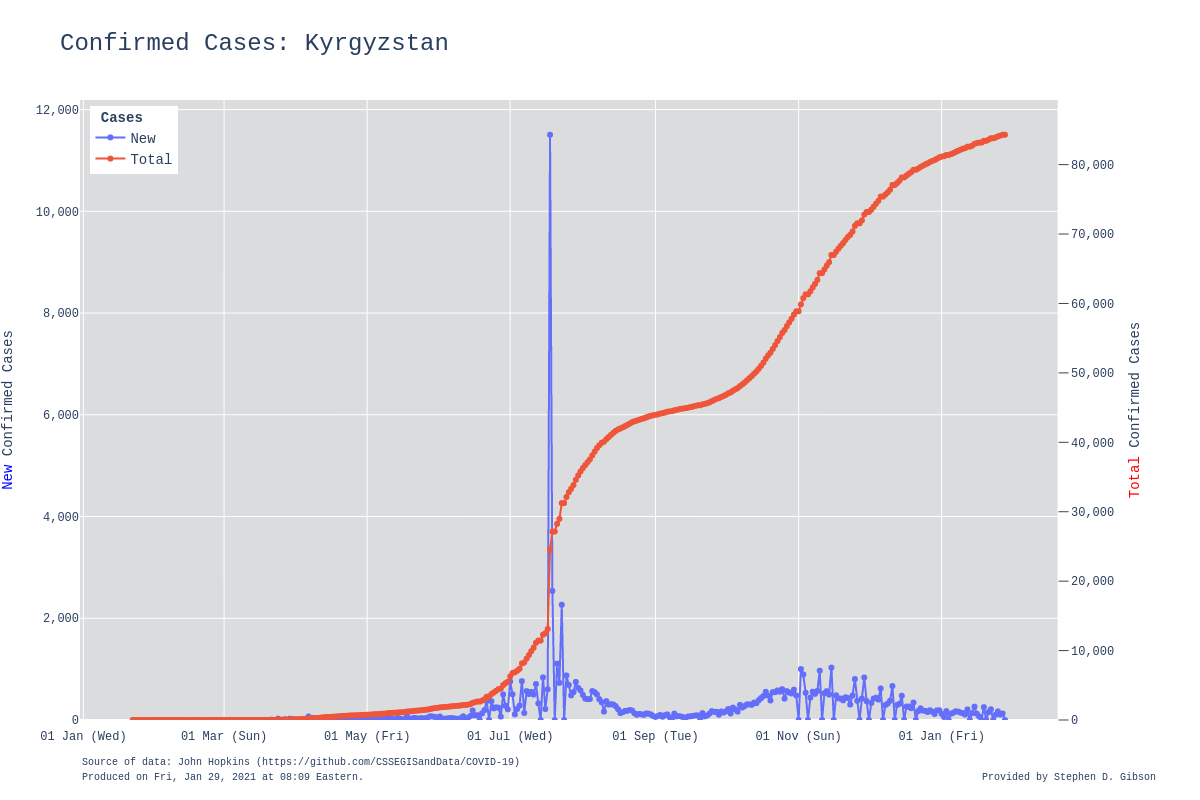 Confirmed Cases: Kyrgyzstan
Cases
New
Total
12,000
10,000
8,000
6,000
4,000
2,000
0
New Confirmed Cases
80,000
70,000
60,000
50,000
40,000
30,000
20,000
10,000
0
Total Confirmed Cases
01 Jan (Wed) 01 Mar (Sun) 01 May (Fri) 01 Jul (Wed) 01 Sep (Tue) 01 Nov (Sun) 01 Jan (Fri)
Source of data: John Hopkins (https://github.com/CSSEGISandData/COVID-19)
Produced on Fri, Jan 29, 2021 at 08:09 Eastern.
Provided by Stephen D. Gibson